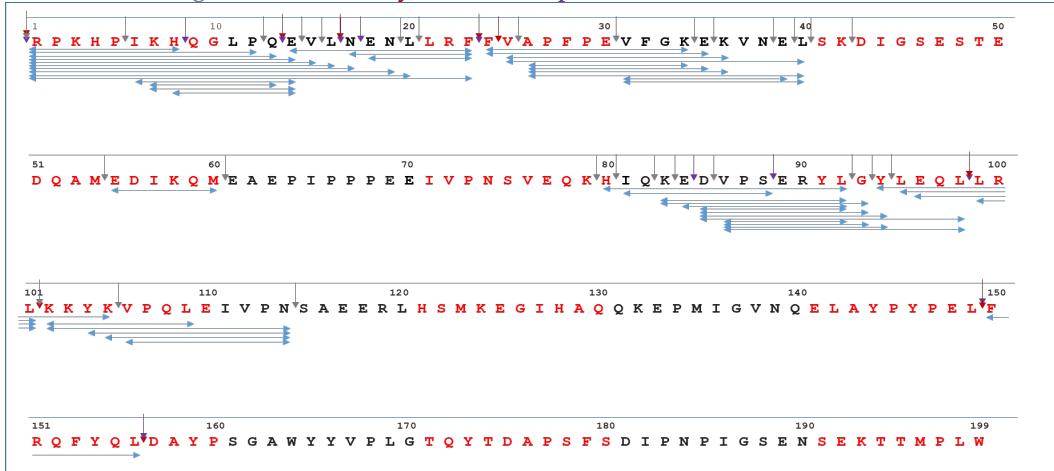 1 10 20 30 40 50
R P K H P I K H Q G L P Q E V L N E N L L R F F V A P F P E V F G K E K V N E L S K D I G S E S T E
51 60 70 80 90 100
D Q A M E D I K Q M E A E P I P P P E E I V P N S V E Q K H I Q K E D V P S E R Y L G Y L E Q L L R
101 110 120 130 140 150
L K K Y K V P Q L E I V P N S A E E R L H S M K E G I H A Q Q K E P M I G V N Q E L A Y P Y P E L F
151 160 170 180 190 199
R Q F Y Q L D A Y P S G A W Y Y V P L G T Q Y T D A P S F S D I P N P I G S E N S E K T T M P L W